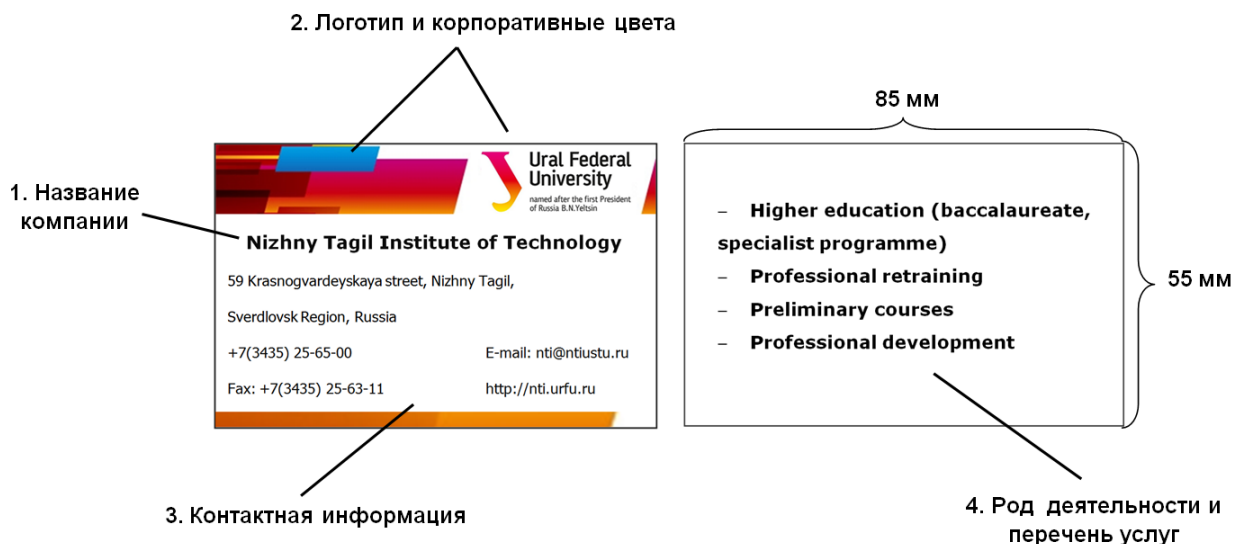 2. Логотип и корпоративные цвета
85 мм
Ural Federal
University
named after the first President
of Russia B.N.Yeltsin
1. Название
компании
Nizhny Tagil Institute of Technology
59 Krasnogvardeyskaya street, Nizhny Tagil,
Sverdlovsk Region, Russia
+7(3435) 25-65-00 E-mail: nti@ntiustu.ru
Fax: +7(3435) 25-63-11 http://nti.urfu.ru
– Higher education (baccalaureate,
specialist programme)
– Professional retraining
– Preliminary courses
– Professional development
55 мм
3. Контактная информация
4. Род деятельности и
перечень услуг